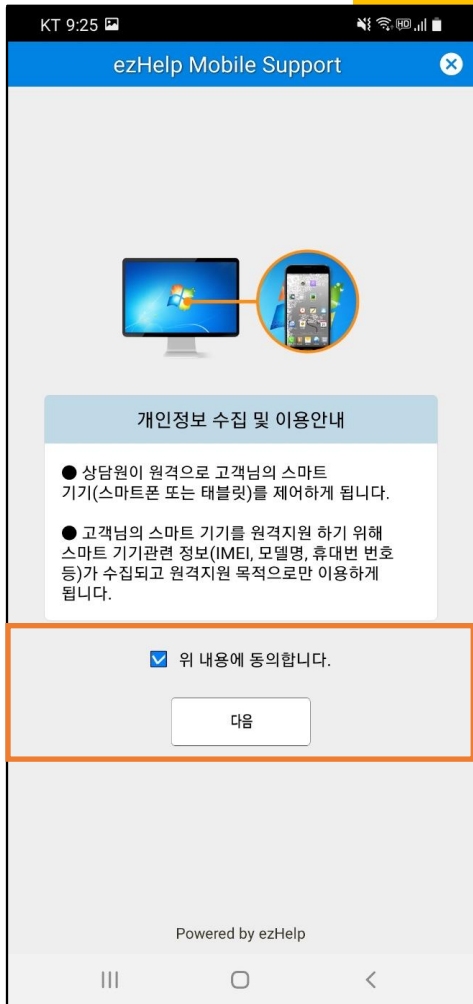 KT 9:25
HD
ezHelp Mobile Support
개인정보 수집 및 이용안내
● 상담원이 원격으로 고객님의 스마트
기기(스마트폰 또는 태블릿)를 제어하게 됩니다.
● 고객님의 스마트 기기를 원격지원 하기 위해
스마트 기기관련 정보(IMEI, 모델명, 휴대번 번호
등)가 수집되고 원격지원 목적으로만 이용하게
됩니다.
위 내용에 동의합니다.
다음
Powered by ezHelp